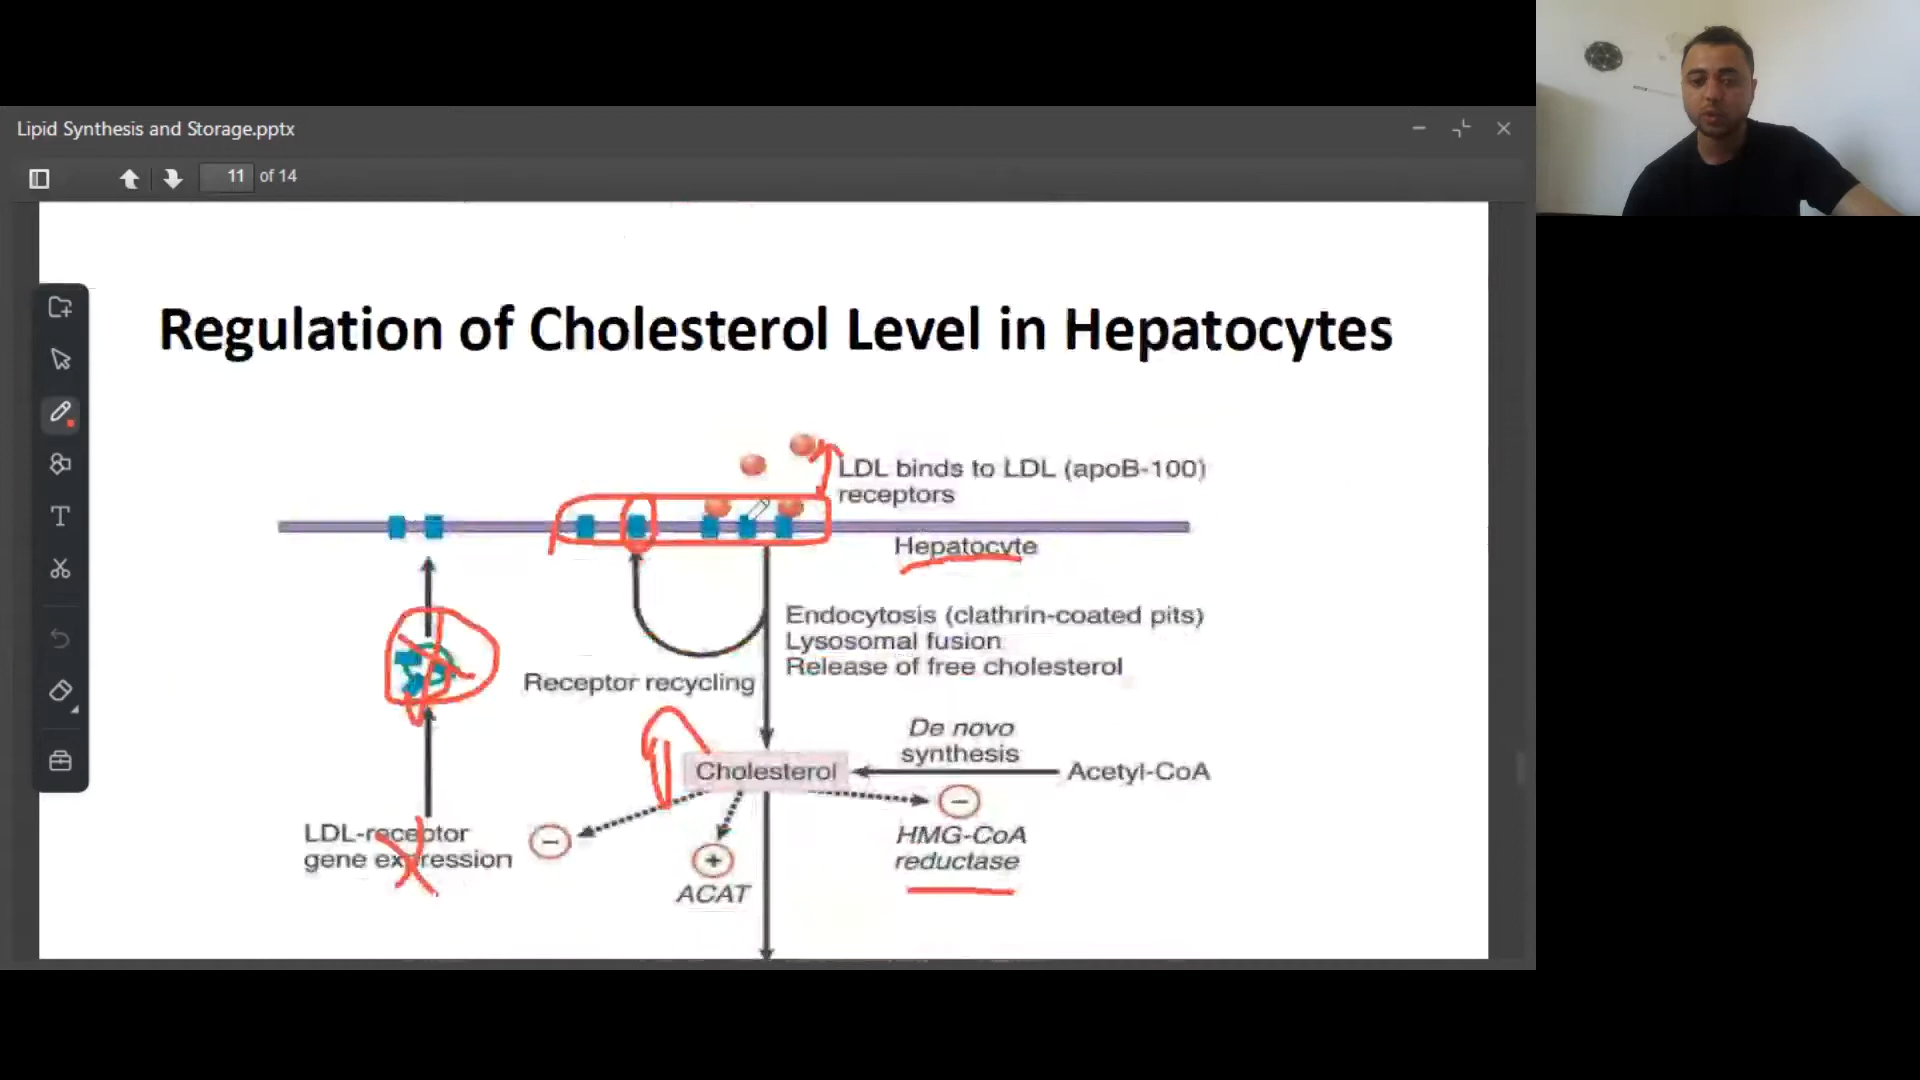 Lipid Synthesis and Storage.pptx
11 of 14
Regulation of Cholesterol Level in Hepatocytes
LDL binds to LDL (apoB-100)
receptors
Hepatocyte
Endocytosis (clathrin-coated pits)
Lysosomal fusion
Release of free cholesterol
Receptor recycling
De novo
synthesis
Cholesterol
Acetyl-CoA
LDL-receptor
gene expression
−
+
ACAT
−
HMG-CoA
reductase